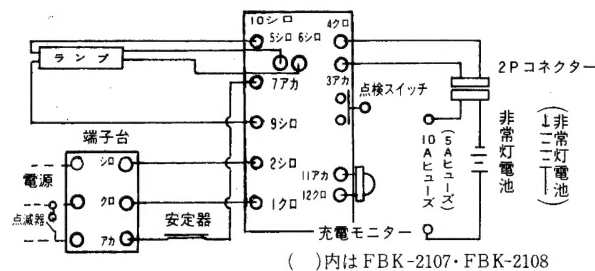 10シロ
5シロ 6シロ
4クロ
ランプ
7アカ
3アカ
点検スイッチ
2Pコネクター
9シロ
端子台
シロ
2シロ
電源
クロ
1クロ
点滅器
アカ
安定器
11アカ
12クロ
充電モニター
10Aヒューズ
(5Aヒューズ)
非常灯電池
(非常灯電池)
( )内はFBK-2107・FBK-2108